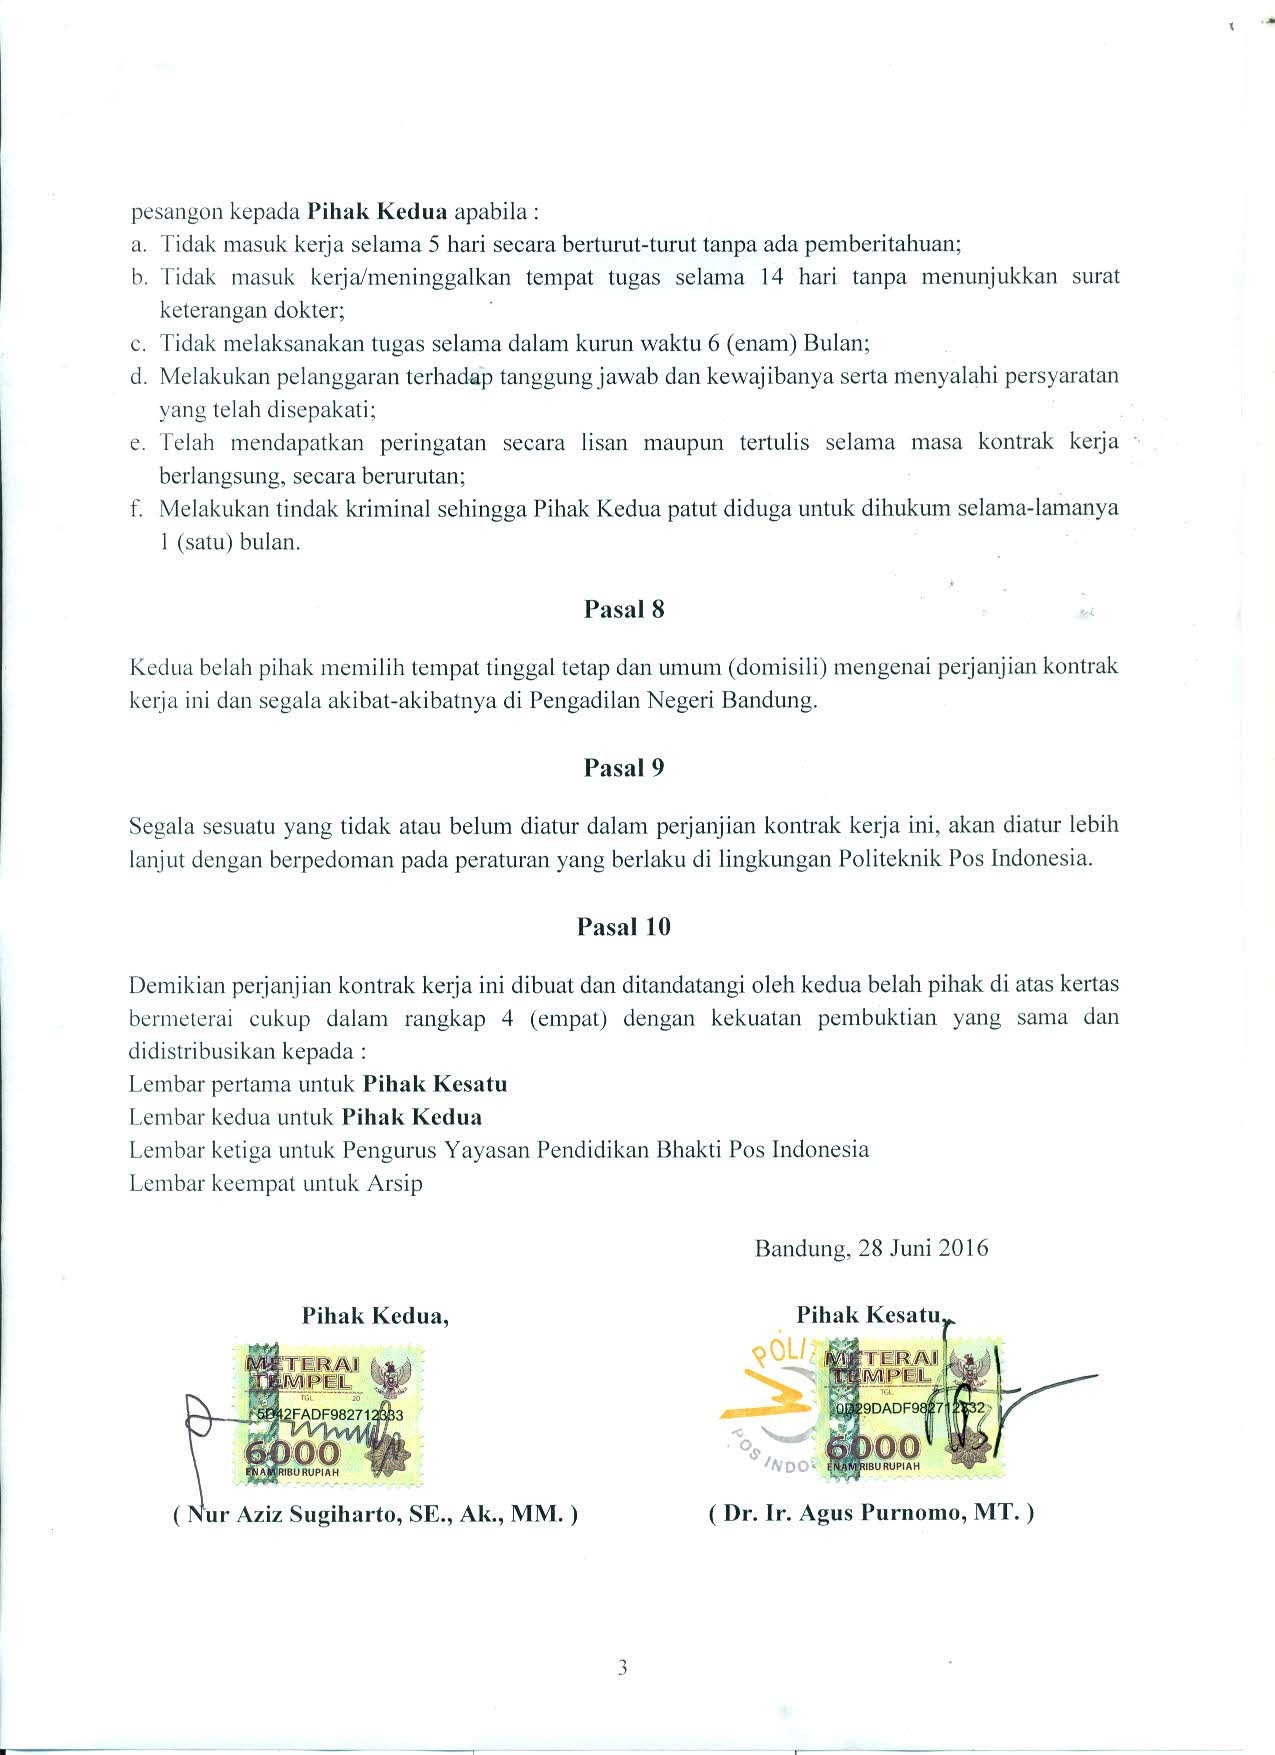 pesangon kepada Pihak Kedua apabila :
a. Tidak masuk kerja selama 5 hari secara berturut-turut tanpa ada pemberitahuan;
b. Tidak masuk kerja/meninggalkan tempat tugas selama 14 hari tanpa menunjukkan surat
keterangan dokter;
c. Tidak melaksanakan tugas selama dalam kurun waktu 6 (enam) Bulan;
d. Melakukan pelanggaran terhadap tanggung jawab dan kewajibanya serta menyalahi persyaratan
yang telah disepakati;
e. Telah mendapatkan peringatan secara lisan maupun tertulis selama masa kontrak kerja
berlangsung, secara berurutan;
f. Melakukan tindak kriminal sehingga Pihak Kedua patut diduga untuk dihukum selama-lamanya
1 (satu) bulan.
Pasal 8
Kedua belah pihak memilih tempat tinggal tetap dan umum (domisili) mengenai perjanjian kontrak
kerja ini dan segala akibat-akibatnya di Pengadilan Negeri Bandung.
Pasal 9
Segala sesuatu yang tidak atau belum diatur dalam perjanjian kontrak kerja ini, akan diatur lebih
lanjut dengan berpedoman pada peraturan yang berlaku di lingkungan Politeknik Pos Indonesia.
Pasal 10
Demikian perjanjian kontrak kerja ini dibuat dan ditandatangi oleh kedua belah pihak di atas kertas
bermeterai cukup dalam rangkap 4 (empat) dengan kekuatan pembuktian yang sama dan
didistribusikan kepada :
Lembar pertama untuk Pihak Kesatu
Lembar kedua untuk Pihak Kedua
Lembar ketiga untuk Pengurus Yayasan Pendidikan Bhakti Pos Indonesia
Lembar keempat untuk Arsip
Bandung, 28 Juni 2016
Pihak Kedua,
METERAI
TEMPEL
TGL. 20
6000
ENAM RIBU RUPIAH
( Nur Aziz Sugiharto, SE., Ak., MM. )
Pihak Kesatu,
POLIT
POS INDO
METERAI
TEMPEL
TGL.
6000
ENAM RIBU RUPIAH
( Dr. Ir. Agus Purnomo, MT. )
3